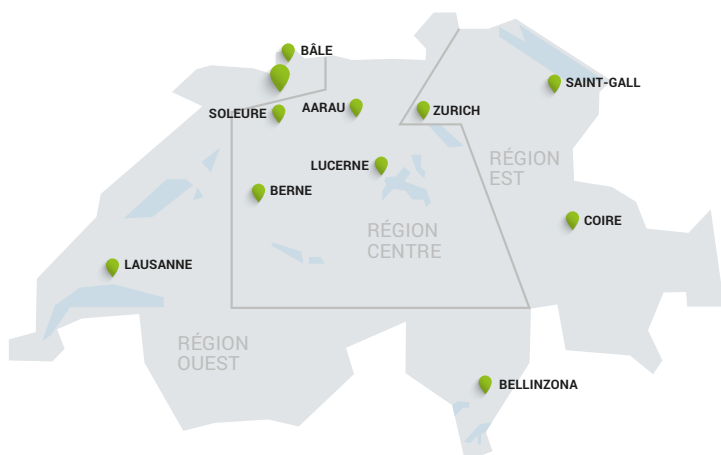 BÂLE
SAINT-GALL
SOLEURE
AARAU
ZURICH
RÉGION
EST
LUCERNE
BERNE
COIRE
RÉGION
CENTRE
LAUSANNE
RÉGION
OUEST
BELLINZONA